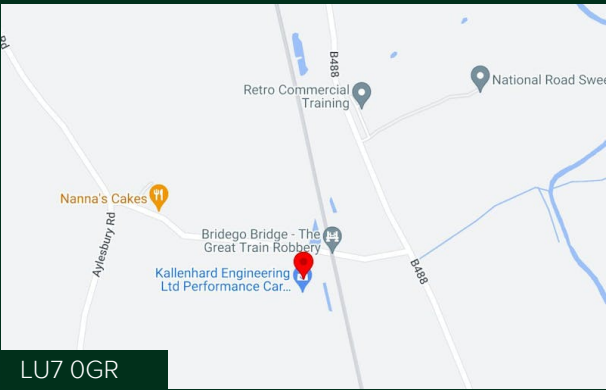 Rd
B488
Retro Commercial
Training
National Road Swee
Nanna's Cakes
Aylesbury Rd
Bridego Bridge - The
Great Train Robbery
Kallenhard Engineering
Ltd Performance Car...
B488
LU7 0GR